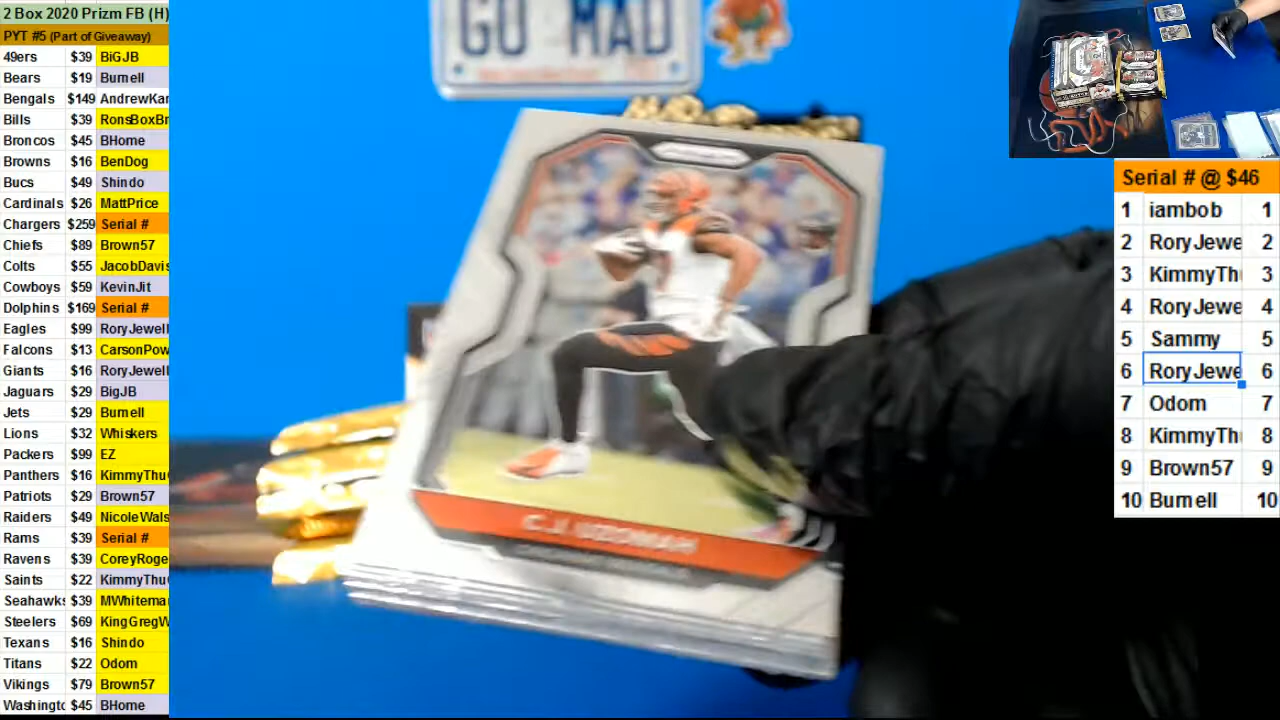 2 Box 2020 Prizm FB (H)
PYT #5 (Part of Giveaway)
49ers $39 BiGJB
Bears $19 Burnell
Bengals $149 AndrewKar
Bills $39 RonsBoxBr
Broncos $45 BHome
Browns $16 BenDog
Bucs $49 Shindo
Cardinals $26 MattPrice
Chargers $259 Serial #
Chiefs $89 Brown57
Colts $55 JacobDavis
Cowboys $59 KevinJit
Dolphins $169 Serial #
Eagles $99 RoryJewell
Falcons $13 CarsonPow
Giants $16 RoryJewell
Jaguars $29 BigJB
Jets $29 Burnell
Lions $32 Whiskers
Packers $99 EZ
Panthers $16 KimmyThu
Patriots $29 Brown57
Raiders $49 NicoleWals
Rams $39 Serial #
Ravens $39 CoreyRoge
Saints $22 KimmyThu
Seahawks $39 MWhitema
Steelers $69 KingGregW
Texans $16 Shindo
Titans $22 Odom
Vikings $79 Brown57
Washingto $45 BHome
GO MAD
C.J. UZOMAH
Serial # @ $46
1 iambob 1
2 RoryJewe 2
3 KimmyTh 3
4 RoryJewe 4
5 Sammy 5
6 RoryJewe 6
7 Odom 7
8 KimmyTh 8
9 Brown57 9
10 Burnell 10